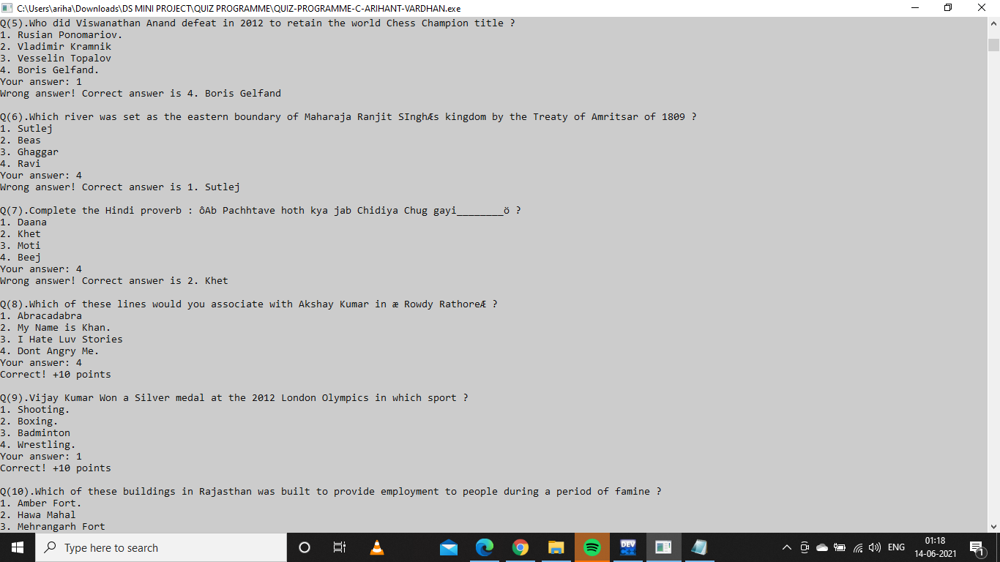 C:\Users\ariha\Downloads\DS MINI PROJECT\QUIZ PROGRAMME\QUIZ-PROGRAMME-C-ARIHANT-VARDHAN.exe
Q(5).Who did Viswanathan Anand defeat in 2012 to retain the world Chess Champion title ?
1. Rusian Ponomariov.
2. Vladimir Kramnik
3. Vesselin Topalov
4. Boris Gelfand.
Your answer: 1
Wrong answer! Correct answer is 4. Boris Gelfand
Q(6).Which river was set as the eastern boundary of Maharaja Ranjit SInghÆs kingdom by the Treaty of Amritsar of 1809 ?
1. Sutlej
2. Beas
3. Ghaggar
4. Ravi
Your answer: 4
Wrong answer! Correct answer is 1. Sutlej
Q(7).Complete the Hindi proverb : ôAb Pachhtave hoth kya jab Chidiya Chug gayi________ö ?
1. Daana
2. Khet
3. Moti
4. Beej
Your answer: 4
Wrong answer! Correct answer is 2. Khet
Q(8).Which of these lines would you associate with Akshay Kumar in æ Rowdy RathoreÆ ?
1. Abracadabra
2. My Name is Khan.
3. I Hate Luv Stories
4. Dont Angry Me.
Your answer: 4
Correct! +10 points
Q(9).Vijay Kumar Won a Silver medal at the 2012 London Olympics in which sport ?
1. Shooting.
2. Boxing.
3. Badminton
4. Wrestling.
Your answer: 1
Correct! +10 points
Q(10).Which of these buildings in Rajasthan was built to provide employment to people during a period of famine ?
1. Amber Fort.
2. Hawa Mahal
3. Mehrangarh Fort
Type here to search
DEV
ENG
01:18
14-06-2021
1